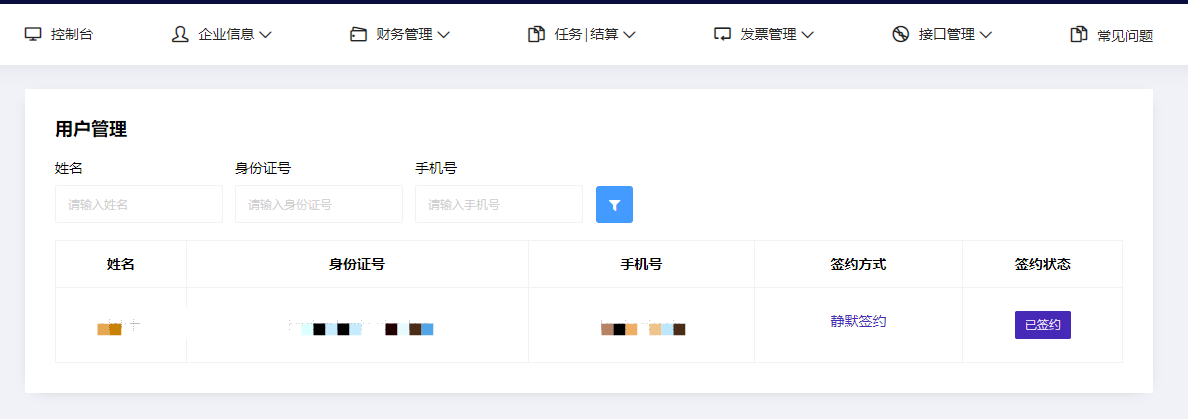 控制台 企业信息 财务管理 任务|结算 发票管理 接口管理 常见问题
用户管理
姓名 身份证号 手机号
请输入姓名 请输入身份证号 请输入手机号
姓名 身份证号 手机号 签约方式 签约状态
静默签约 已签约